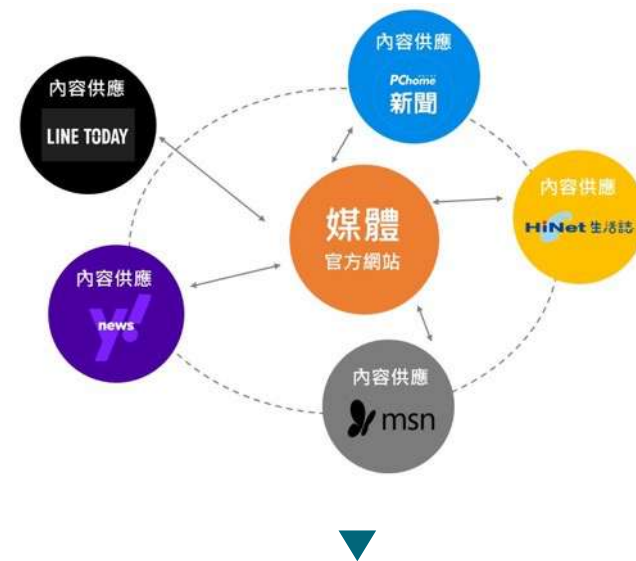 內容供應
PChome
新聞
內容供應
LINE TODAY
內容供應
HiNet 生活誌
媒體
官方網站
內容供應
y!
news
內容供應
msn